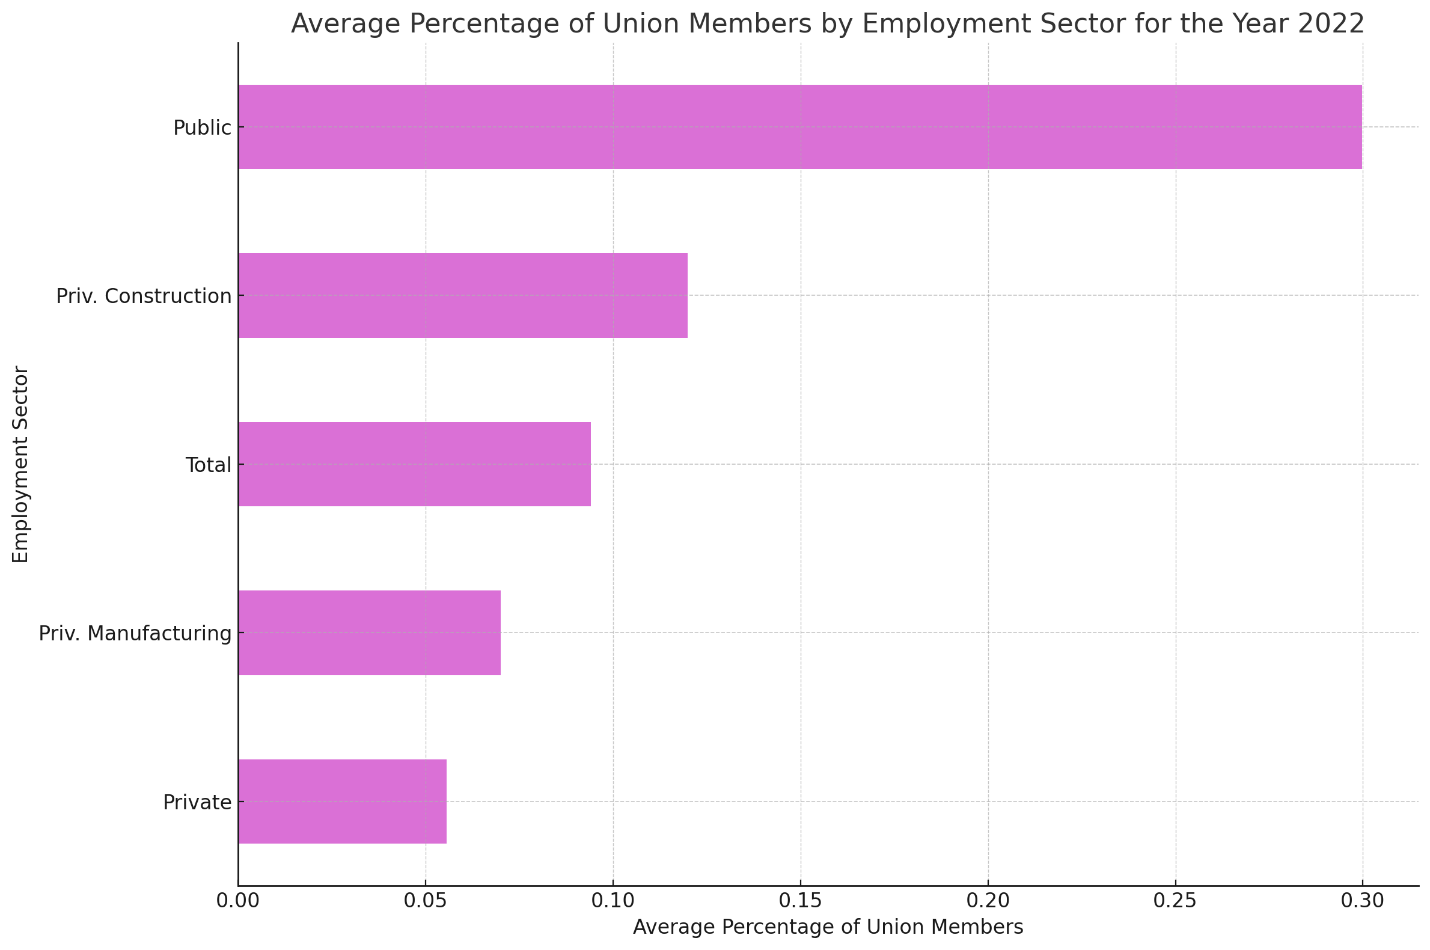 Average Percentage of Union Members by Employment Sector for the Year 2022
Public
Priv. Construction
Total
Priv. Manufacturing
Private
Employment Sector
0.00 0.05 0.10 0.15 0.20 0.25 0.30
Average Percentage of Union Members